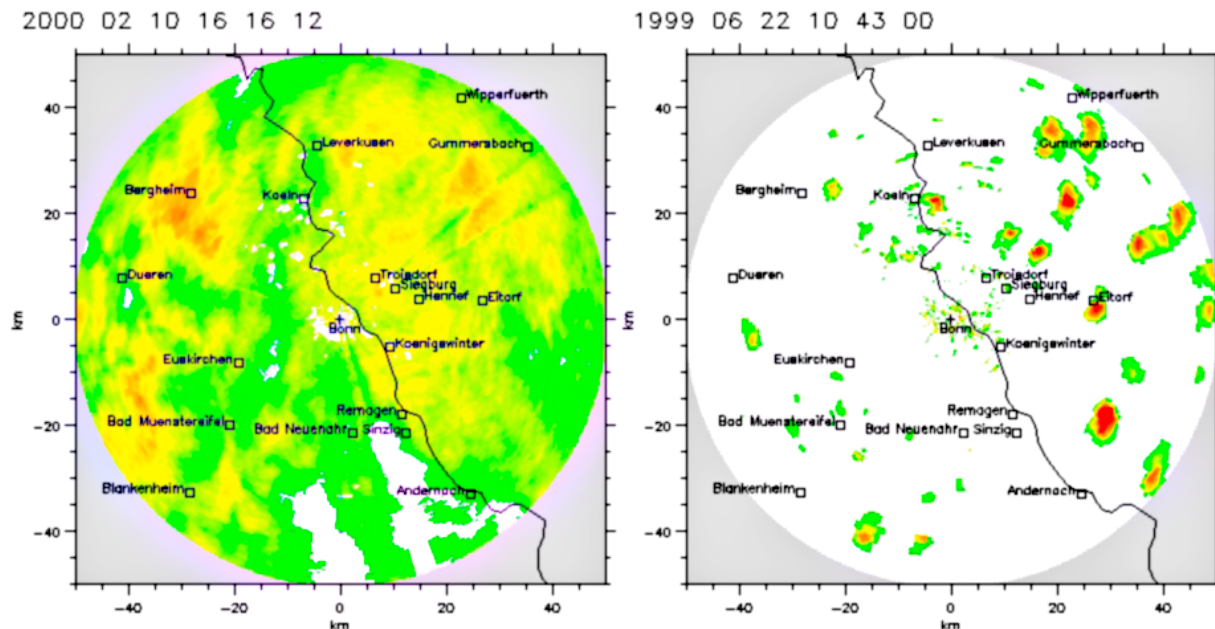 2000 02 10 16 16 12
40
20
0
-20
-40
km
Wipperfuerth
Leverkusen
Gummersbach
Bergheim
Koeln
Dueren
Troisdorf
Siegburg
Hennef
Eitorf
Bonn
Koenigswinter
Euskirchen
Remagen
Bad Muenstereifel
Bad Neuenahr
Sinzig
Blankenheim
Andernach
-40 -20 0 20 40
km
1999 06 22 10 43 00
40
20
0
-20
-40
km
Wipperfuerth
Leverkusen
Gummersbach
Bergheim
Koeln
Dueren
Troisdorf
Siegburg
Hennef
Eitorf
Bonn
Koenigswinter
Euskirchen
Remagen
Bad Muenstereifel
Bad Neuenahr
Sinzig
Blankenheim
Andernach
-40 -20 0 20 40
km